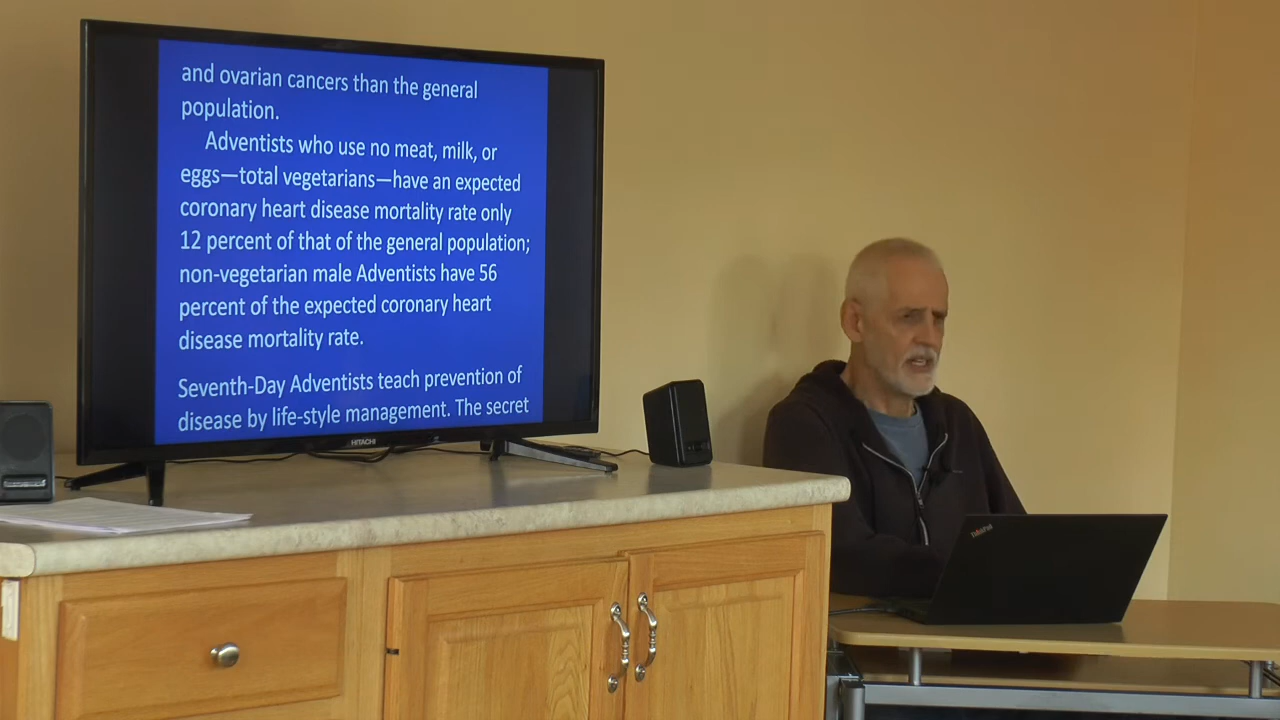 and ovarian cancers than the general
population.
Adventists who use no meat, milk, or
eggs—total vegetarians—have an expected
coronary heart disease mortality rate only
12 percent of that of the general population;
non-vegetarian male Adventists have 56
percent of the expected coronary heart
disease mortality rate.
Seventh-Day Adventists teach prevention of
disease by life-style management. The secret
HITACHI
ThinkPad